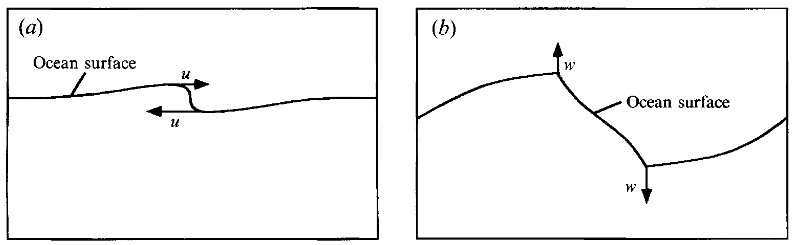 (a)
Ocean surface
u
u
(b)
w
Ocean surface
w